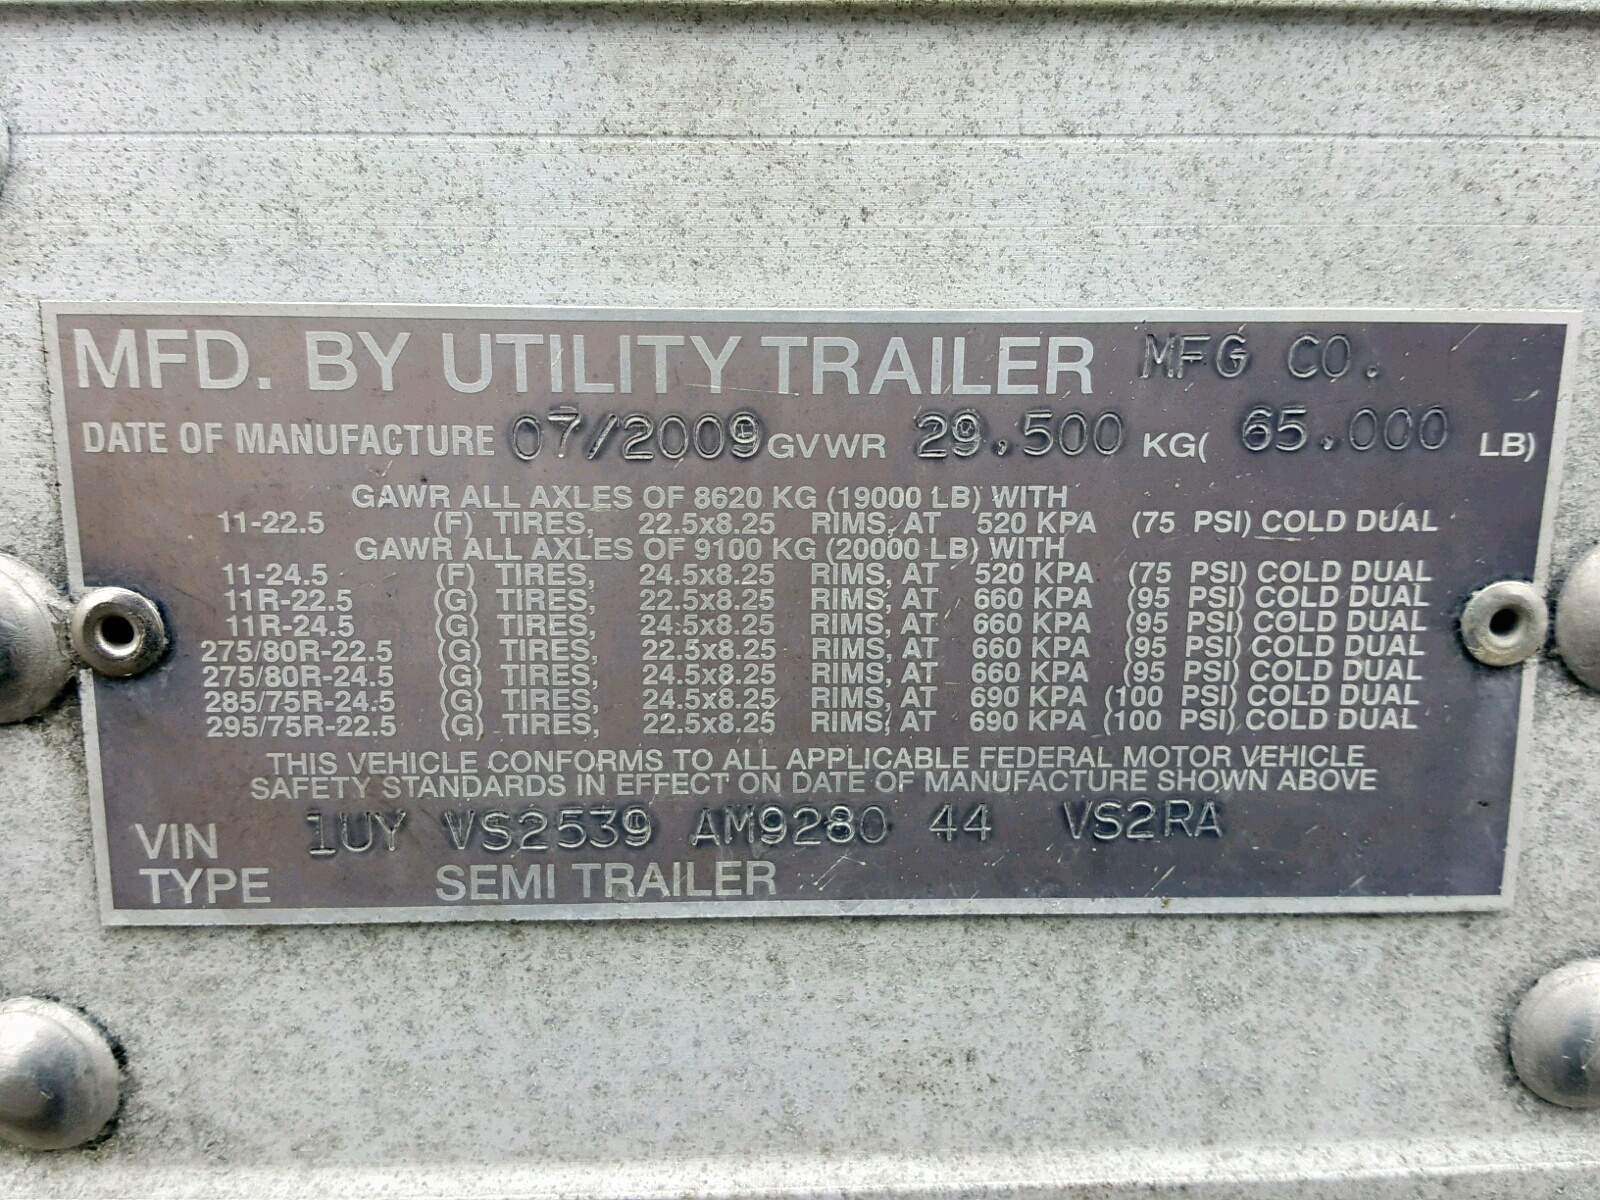 MFD. BY UTILITY TRAILER MFG CO.
DATE OF MANUFACTURE 07/2009 GVWR 29,500 KG( 65,000 LB)
GAWR ALL AXLES OF 8620 KG (19000 LB) WITH
11-22.5 (F) TIRES, 22.5x8.25 RIMS, AT 520 KPA (75 PSI) COLD DUAL
GAWR ALL AXLES OF 9100 KG (20000 LB) WITH
11-24.5 (F) TIRES, 24.5x8.25 RIMS, AT 520 KPA (75 PSI) COLD DUAL
11R-22.5 (G) TIRES, 22.5x8.25 RIMS, AT 660 KPA (95 PSI) COLD DUAL
11R-24.5 (G) TIRES, 24.5x8.25 RIMS, AT 660 KPA (95 PSI) COLD DUAL
275/80R-22.5 (G) TIRES, 22.5x8.25 RIMS, AT 660 KPA (95 PSI) COLD DUAL
275/80R-24.5 (G) TIRES, 24.5x8.25 RIMS, AT 660 KPA (95 PSI) COLD DUAL
285/75R-24.5 (G) TIRES, 24.5x8.25 RIMS, AT 690 KPA (100 PSI) COLD DUAL
295/75R-22.5 (G) TIRES, 22.5x8.25 RIMS, AT 690 KPA (100 PSI) COLD DUAL
THIS VEHICLE CONFORMS TO ALL APPLICABLE FEDERAL MOTOR VEHICLE
SAFETY STANDARDS IN EFFECT ON DATE OF MANUFACTURE SHOWN ABOVE
VIN 1UY VS2539 AM9280 44 VS2RA
TYPE SEMI TRAILER